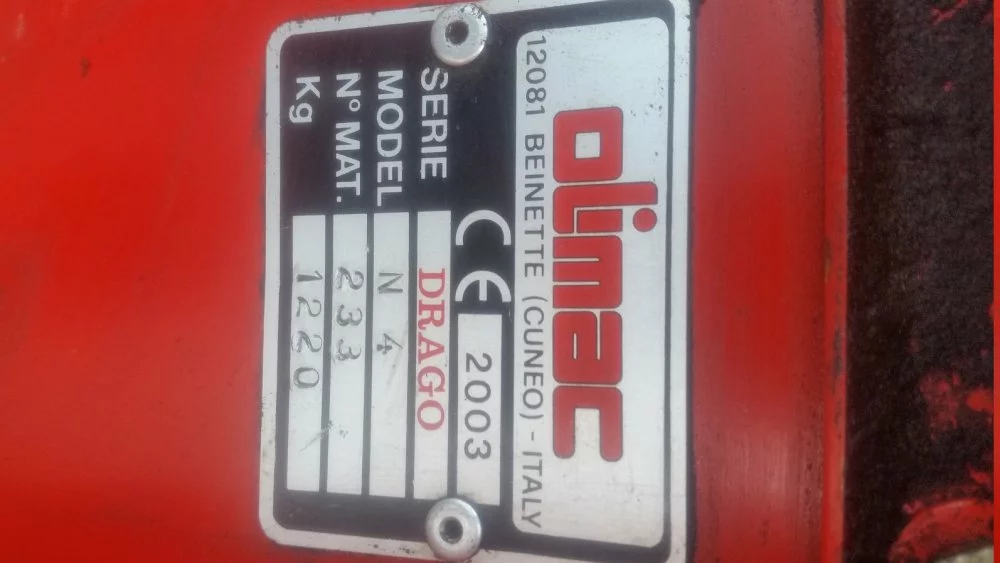 olimac
12081 BEINETTE (CUNEO) - ITALY
CE 2003
SERIE DRAGO
MODEL N 4
N° MAT. 233
Kg 1220